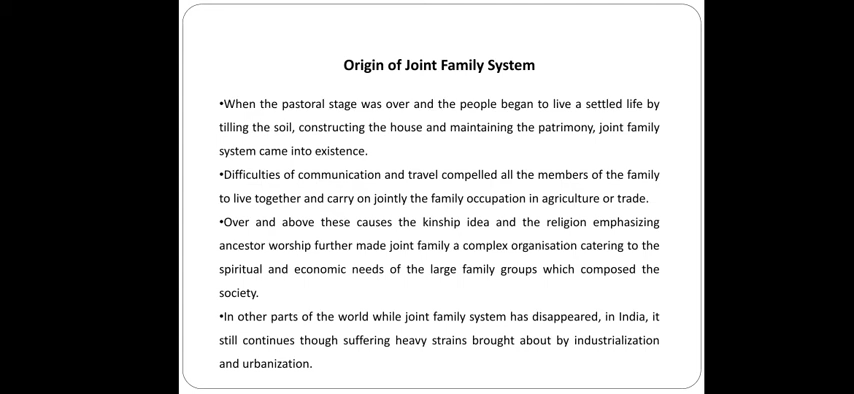 Origin of Joint Family System
•When the pastoral stage was over and the people began to live a settled life by
tilling the soil, constructing the house and maintaining the patrimony, joint family
system came into existence.
•Difficulties of communication and travel compelled all the members of the family
to live together and carry on jointly the family occupation in agriculture or trade.
•Over and above these causes the kinship idea and the religion emphasizing
ancestor worship further made joint family a complex organisation catering to the
spiritual and economic needs of the large family groups which composed the
society.
•In other parts of the world while joint family system has disappeared, in India, it
still continues though suffering heavy strains brought about by industrialization
and urbanization.